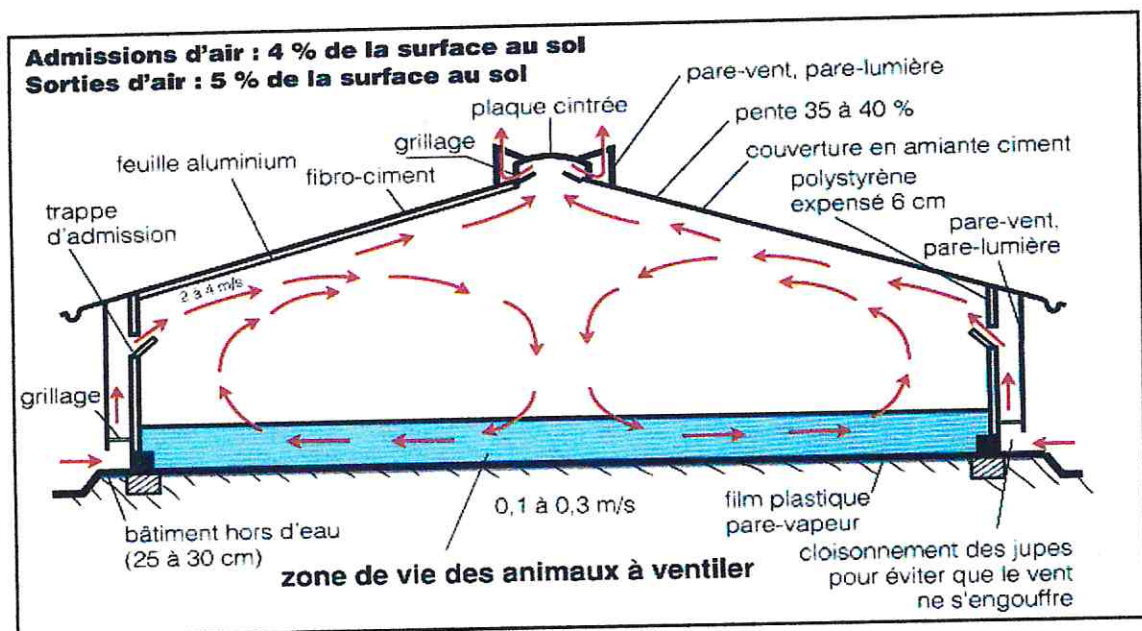 Admissions d'air : 4 % de la surface au sol
Sorties d'air : 5 % de la surface au sol
pare-vent, pare-lumière
plaque cintrée
pente 35 à 40 %
grillage
couverture en amiante ciment
feuille aluminium
fibro-ciment
polystyrène
expensé 6 cm
trappe
d'admission
pare-vent,
pare-lumière
2 à 4 m/s
grillage
0,1 à 0,3 m/s
film plastique
pare-vapeur
bâtiment hors d'eau
(25 à 30 cm)
zone de vie des animaux à ventiler
cloisonnement des jupes
pour éviter que le vent
ne s'engouffre